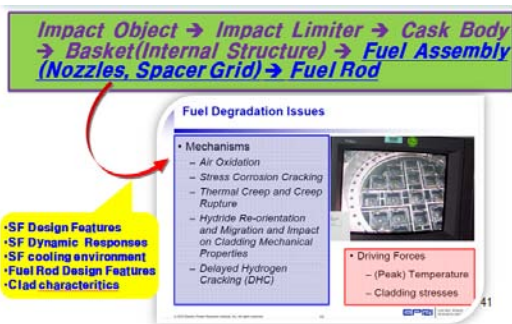 Impact Object → Impact Limiter → Cask Body
→ Basket(Internal Structure) → Fuel Assembly
(Nozzles, Spacer Grid) → Fuel Rod
Fuel Degradation Issues
• Mechanisms
– Air Oxidation
– Stress Corrosion Cracking
– Thermal Creep and Creep
Rupture
– Hydride Re-orientation
and Migration and Impact
on Cladding Mechanical
Properties
– Delayed Hydrogen
Cracking (DHC)
• Driving Forces
– (Peak) Temperature
– Cladding stresses
•SF Design Features
•SF Dynamic Responses
•SF cooling environment
•Fuel Rod Design Features
•Clad characteritics
41
EPRI